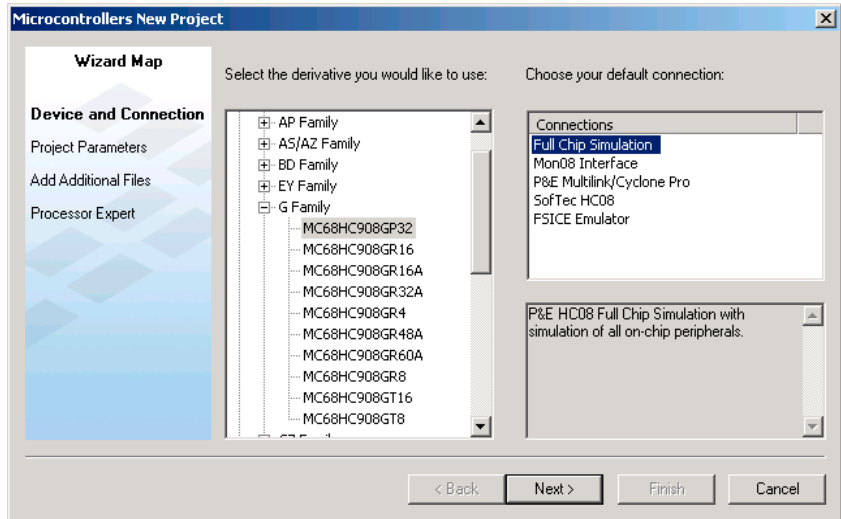 Microcontrollers New Project
Wizard Map
Device and Connection
Project Parameters
Add Additional Files
Processor Expert
Select the derivative you would like to use:
AP Family
AS/AZ Family
BD Family
EY Family
G Family
MC68HC908GP32
MC68HC908GR16
MC68HC908GR16A
MC68HC908GR32A
MC68HC908GR4
MC68HC908GR48A
MC68HC908GR60A
MC68HC908GR8
MC68HC908GT16
MC68HC908GT8
Choose your default connection:
Connections
Full Chip Simulation
Mon08 Interface
P&E Multilink/Cyclone Pro
SofTec HC08
FSICE Emulator
P&E HC08 Full Chip Simulation with
simulation of all on-chip peripherals.
< Back
Next >
Finish
Cancel